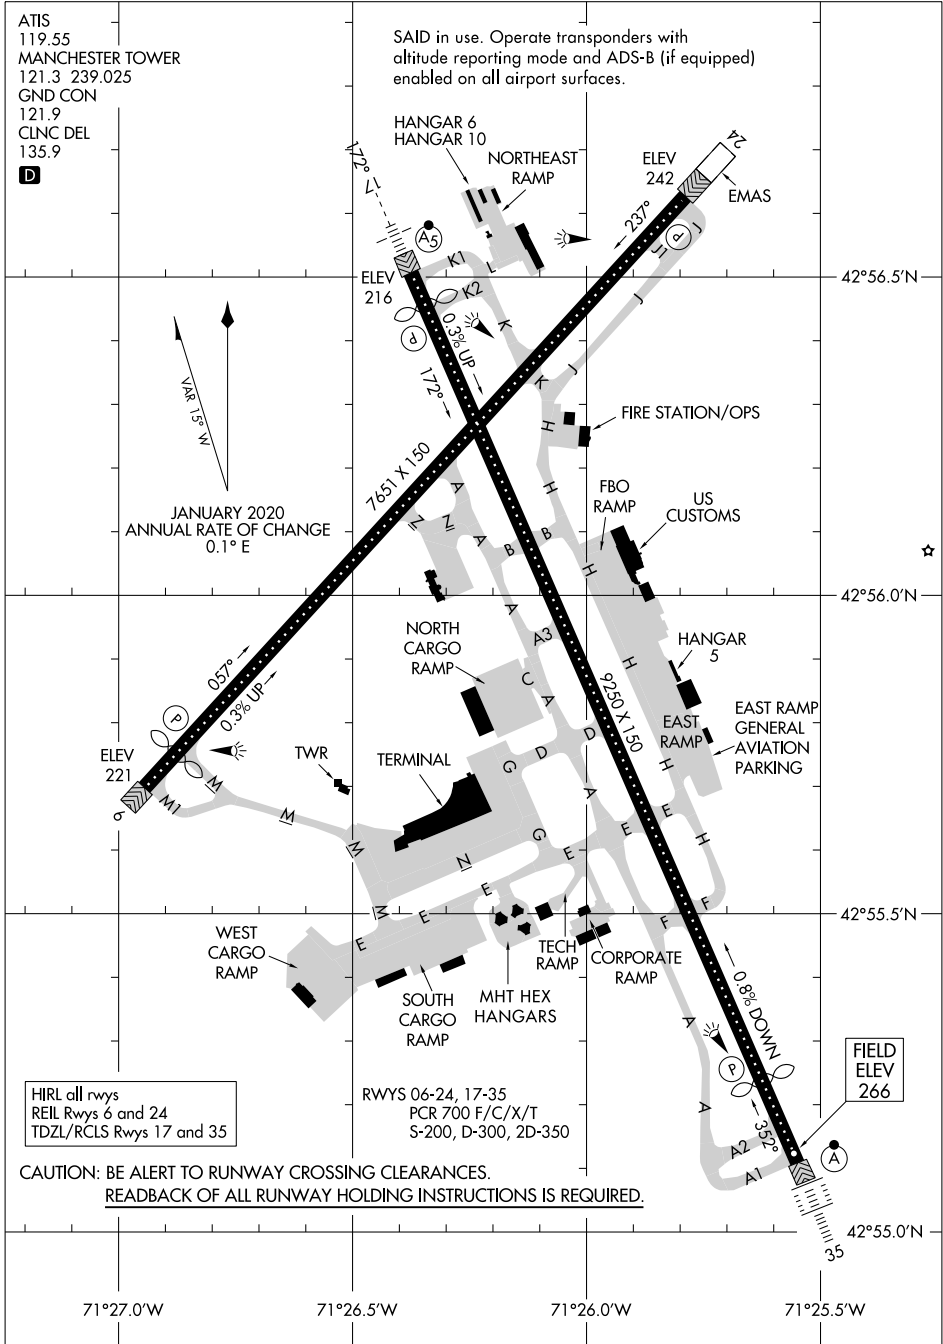 ATIS
119.55
MANCHESTER TOWER
121.3 239.025
GND CON
121.9
CLNC DEL
135.9
D
SAID in use. Operate transponders with
altitude reporting mode and ADS-B (if equipped)
enabled on all airport surfaces.
HANGAR 6
HANGAR 10
NORTHEAST
RAMP
ELEV
242
24
EMAS
172°
17
A5
237°
P
J1
J
K1
L
K2
ELEV
216
P
0.3% UP
172°
K
J
42°56.5'N
VAR 15° W
JANUARY 2020
ANNUAL RATE OF CHANGE
0.1° E
K
J
H
FIRE STATION/OPS
7651 X 150
A
N
N
A
B
B
H
FBO
RAMP
US
CUSTOMS
H
42°56.0'N
A
A3
NORTH
CARGO
RAMP
C
A
H
HANGAR
5
9250 X 150
057°
0.3% UP
P
ELEV
221
6
M1
M
M
TWR
TERMINAL
G
D
D
EAST
RAMP
H
EAST RAMP
GENERAL
AVIATION
PARKING
A
M
N
G
E
E
E
H
M
E
E
E
F
F
42°55.5'N
WEST
CARGO
RAMP
SOUTH
CARGO
RAMP
MHT HEX
HANGARS
TECH
RAMP
CORPORATE
RAMP
A
0.8% DOWN
P
352°
FIELD
ELEV
266
A
A2
A1
A
35
HIRL all rwys
REIL Rwys 6 and 24
TDZL/RCLS Rwys 17 and 35
RWYS 06-24, 17-35
PCR 700 F/C/X/T
S-200, D-300, 2D-350
CAUTION: BE ALERT TO RUNWAY CROSSING CLEARANCES.
READBACK OF ALL RUNWAY HOLDING INSTRUCTIONS IS REQUIRED.
42°55.0'N
71°27.0'W
71°26.5'W
71°26.0'W
71°25.5'W